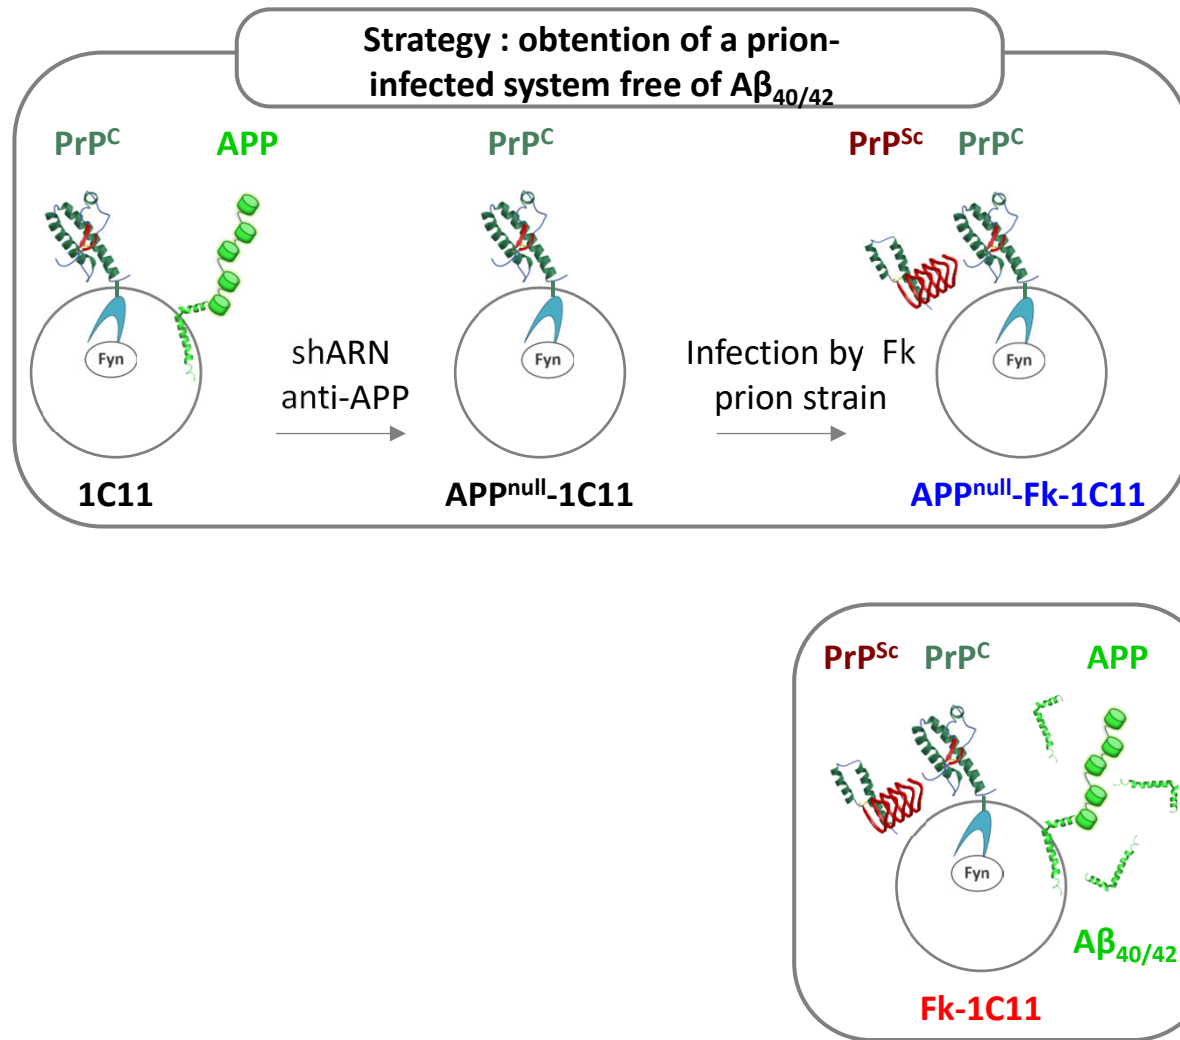 Strategy : obtention of a prion-
infected system free of Aβ40/42
PrPC APP PrPC PrPSc PrPC
Fyn Fyn Fyn
shARN
anti-APP
Infection by Fk
prion strain
1C11 APPnull-1C11 APPnull-Fk-1C11
PrPSc PrPC APP
Fyn
Aβ40/42
Fk-1C11